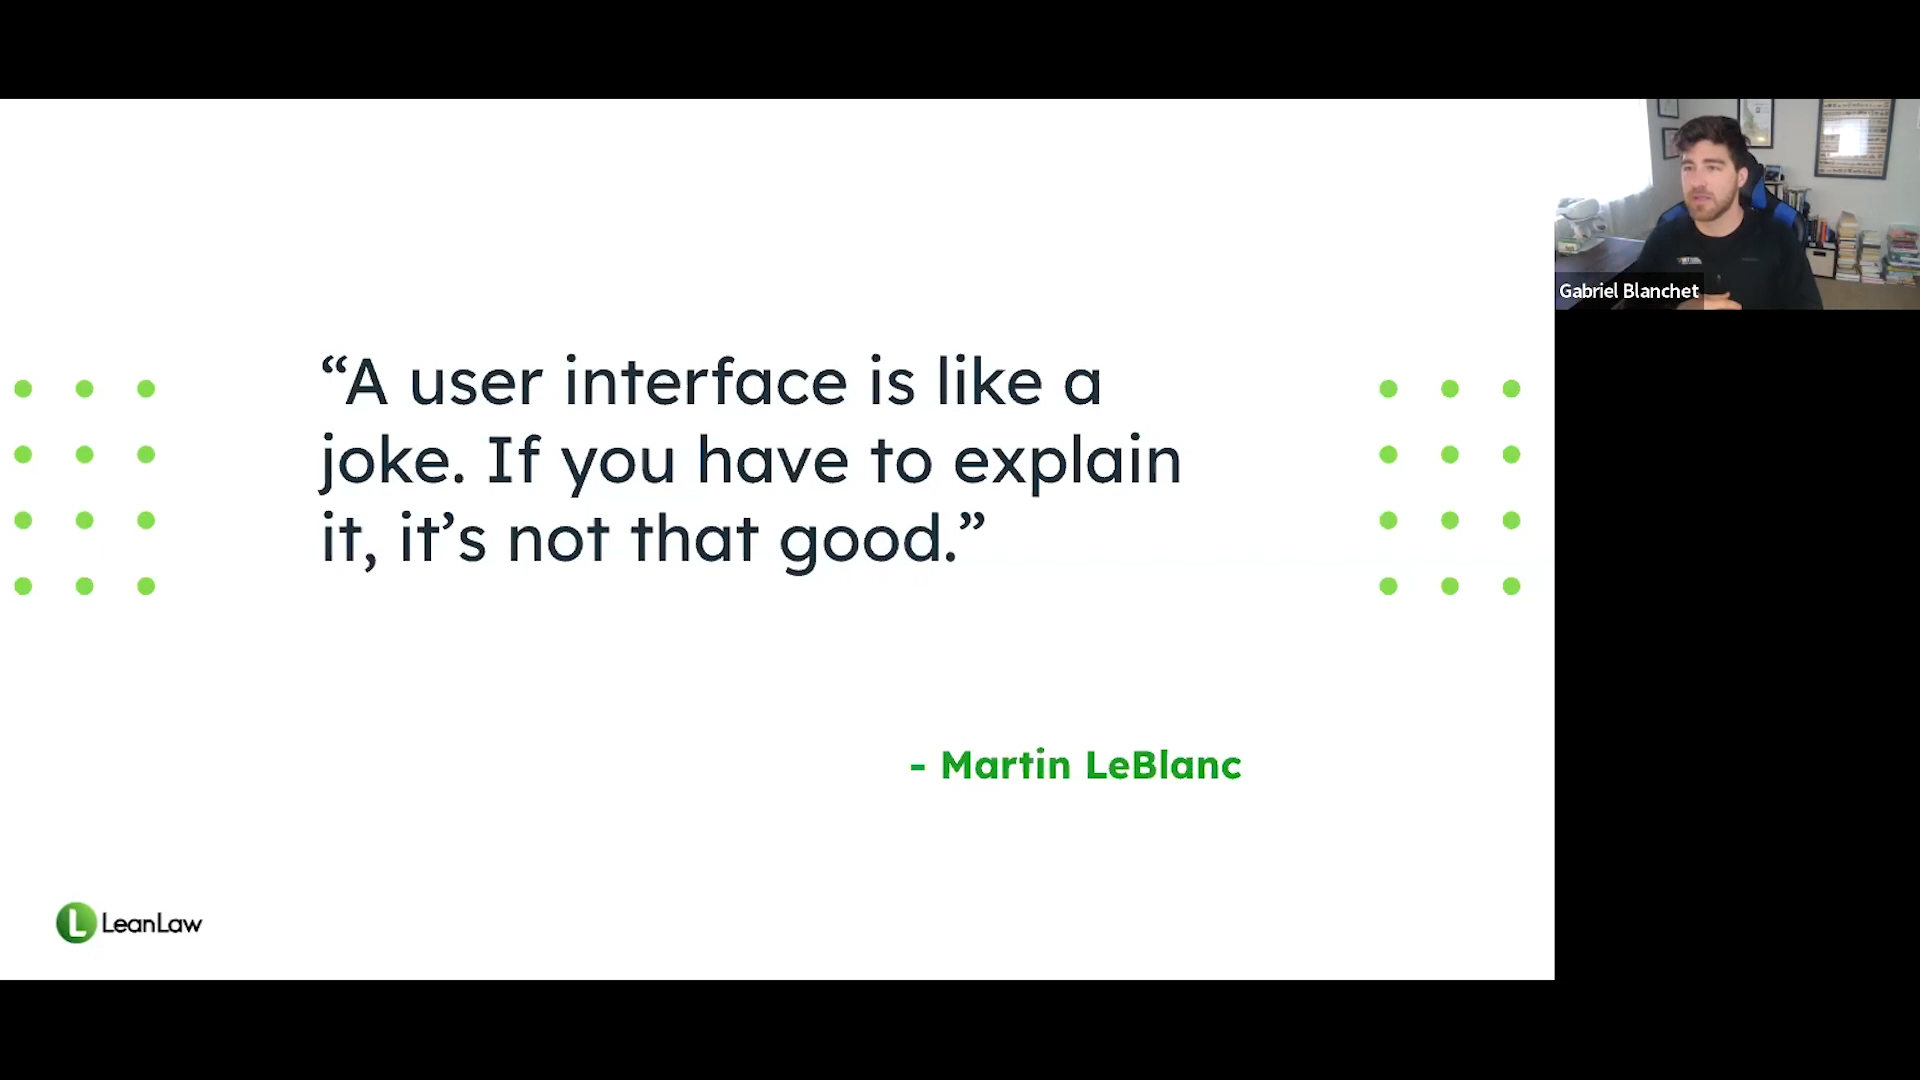 “A user interface is like a
joke. If you have to explain
it, it’s not that good.”
- Martin LeBlanc
L LeanLaw
Gabriel Blanchet